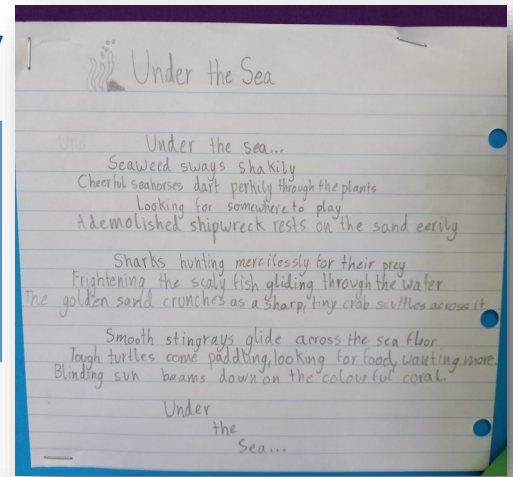 Under the Sea
Under the sea...
Seaweed sways shakily
Cheerful seahorses dart perkily through the plants
Looking for somewhere to play
A demolished shipwreck rests on the sand eerily
Sharks hunting mercilessly for their prey
Frightening the scaly fish gliding through the water
The golden sand crunches as a sharp, tiny crab scuttles across it
Smooth stingrays glide across the sea floor
Tough turtles come paddling, looking for food, wanting more.
Blinding sun beams down on the colourful coral.
Under
the
Sea...